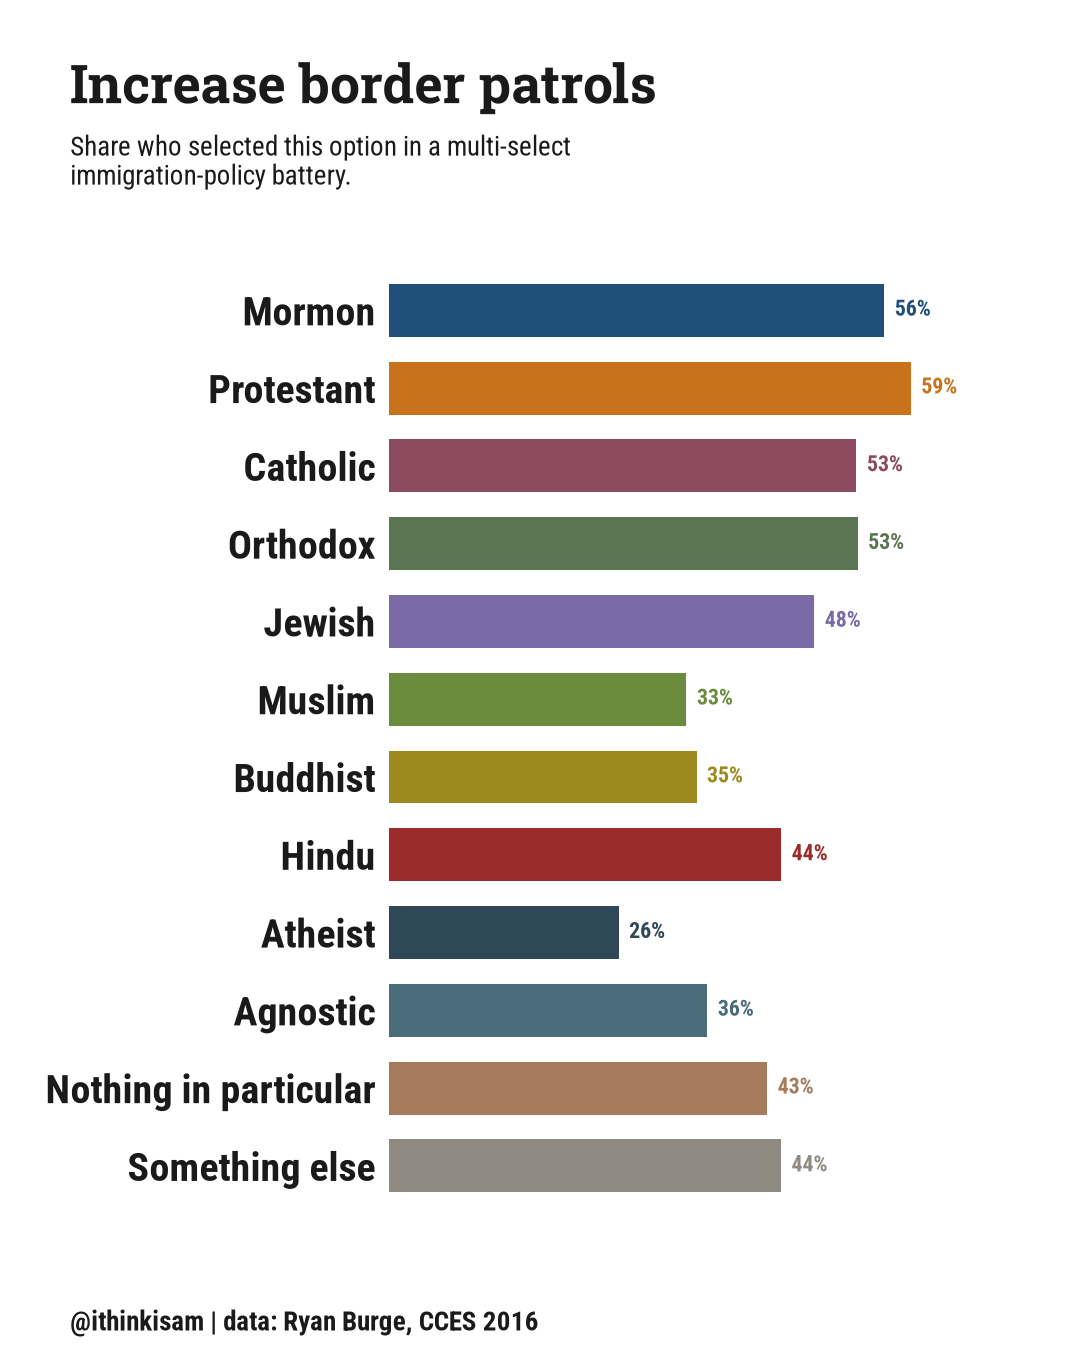 Increase border patrols
Share who selected this option in a multi-select
immigration-policy battery.
Mormon 56%
Protestant 59%
Catholic 53%
Orthodox 53%
Jewish 48%
Muslim 33%
Buddhist 35%
Hindu 44%
Atheist 26%
Agnostic 36%
Nothing in particular 43%
Something else 44%
@ithinkisam | data: Ryan Burge, CCES 2016